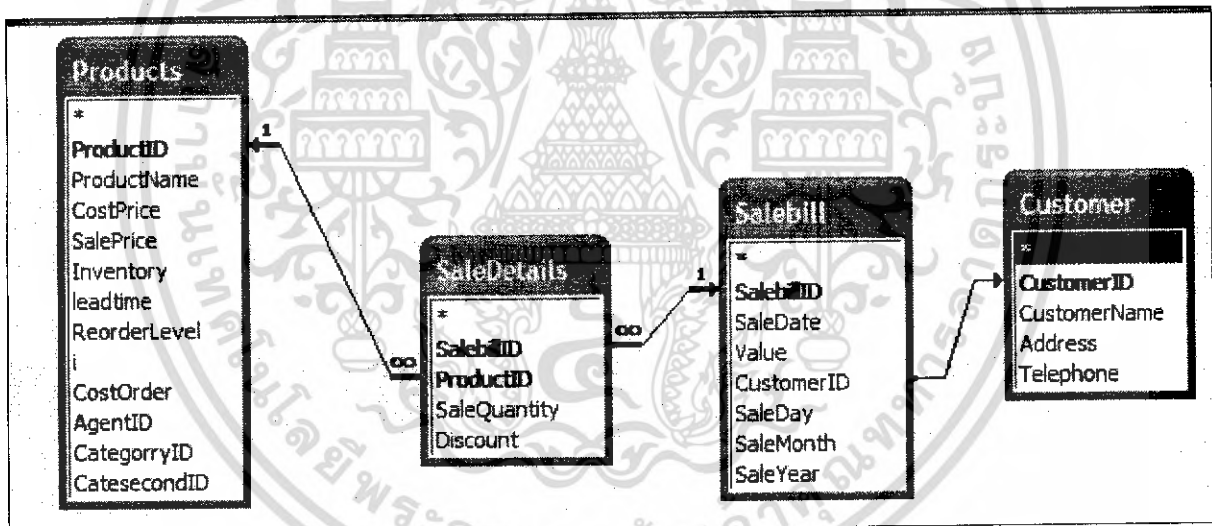 Products
*
ProductID
ProductName
CostPrice
SalePrice
Inventory
leadtime
ReorderLevel
i
CostOrder
AgentID
CategorryID
CatesecondID
1
∞
SaleDetails
*
SalebillID
ProductID
SaleQuantity
Discount
∞
1
Salebill
*
SalebillID
SaleDate
Value
CustomerID
SaleDay
SaleMonth
SaleYear
Customer
*
CustomerID
CustomerName
Address
Telephone